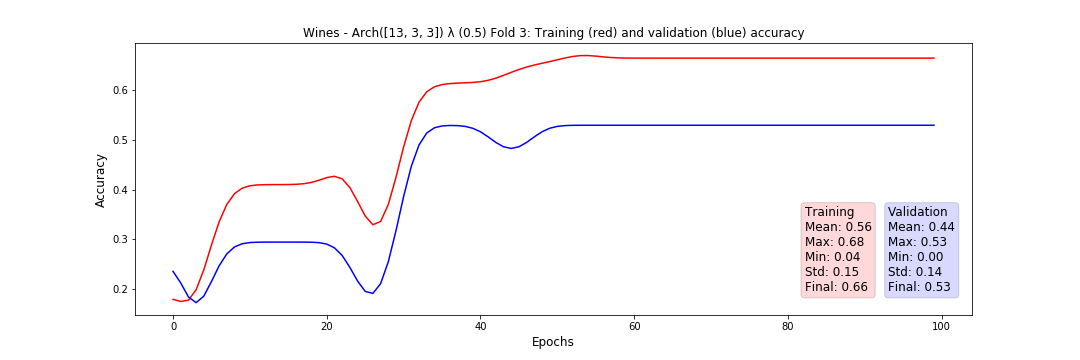 Wines - Arch([13, 3, 3]) λ (0.5) Fold 3: Training (red) and validation (blue) accuracy
Accuracy
0.6
0.5
0.4
0.3
0.2
Training
Mean: 0.56
Max: 0.68
Min: 0.04
Std: 0.15
Final: 0.66
Validation
Mean: 0.44
Max: 0.53
Min: 0.00
Std: 0.14
Final: 0.53
0 20 40 60 80 100
Epochs